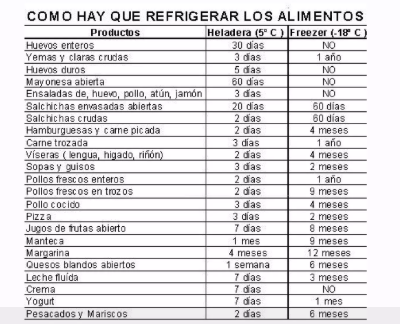 COMO HAY QUE REFRIGERAR LOS ALIMENTOS
Productos Heladera (5º C) Freezer (-18º C)
Huevos enteros 30 días NO
Yemas y claras crudas 3 días 1 año
Huevos duros 5 días NO
Mayonesa abierta 60 días NO
Ensaladas de, huevo, pollo, atún, jamón 3 días NO
Salchichas envasadas abiertas 20 días 60 días
Salchichas crudas 2 días 60 días
Hamburguesas y carne picada 2 días 4 meses
Carne trozada 3 días 1 año
Víseras ( lengua, hígado, riñón) 2 días 4 meses
Sopas y guisos 3 días 2 meses
Pollos frescos enteros 2 días 1 año
Pollos frescos en trozos 2 días 9 meses
Pollo cocido 3 días 4 meses
Pizza 3 días 2 meses
Jugos de frutas abierto 7 días 8 meses
Manteca 1 mes 9 meses
Margarina 4 meses 12 meses
Quesos blandos abiertos 1 semana 6 meses
Leche fluída 7 días 3 meses
Crema 7 días NO
Yogurt 7 días 1 mes
Pesacados y Mariscos 2 días 6 meses